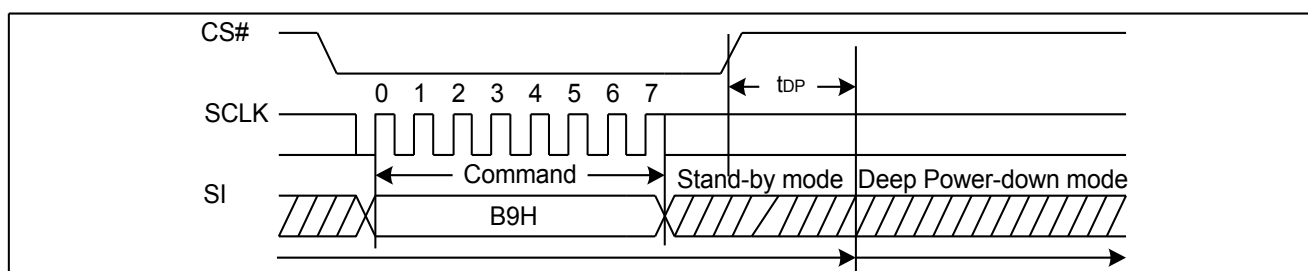 CS#
tDP
0 1 2 3 4 5 6 7
SCLK
Command
Stand-by mode Deep Power-down mode
SI
B9H